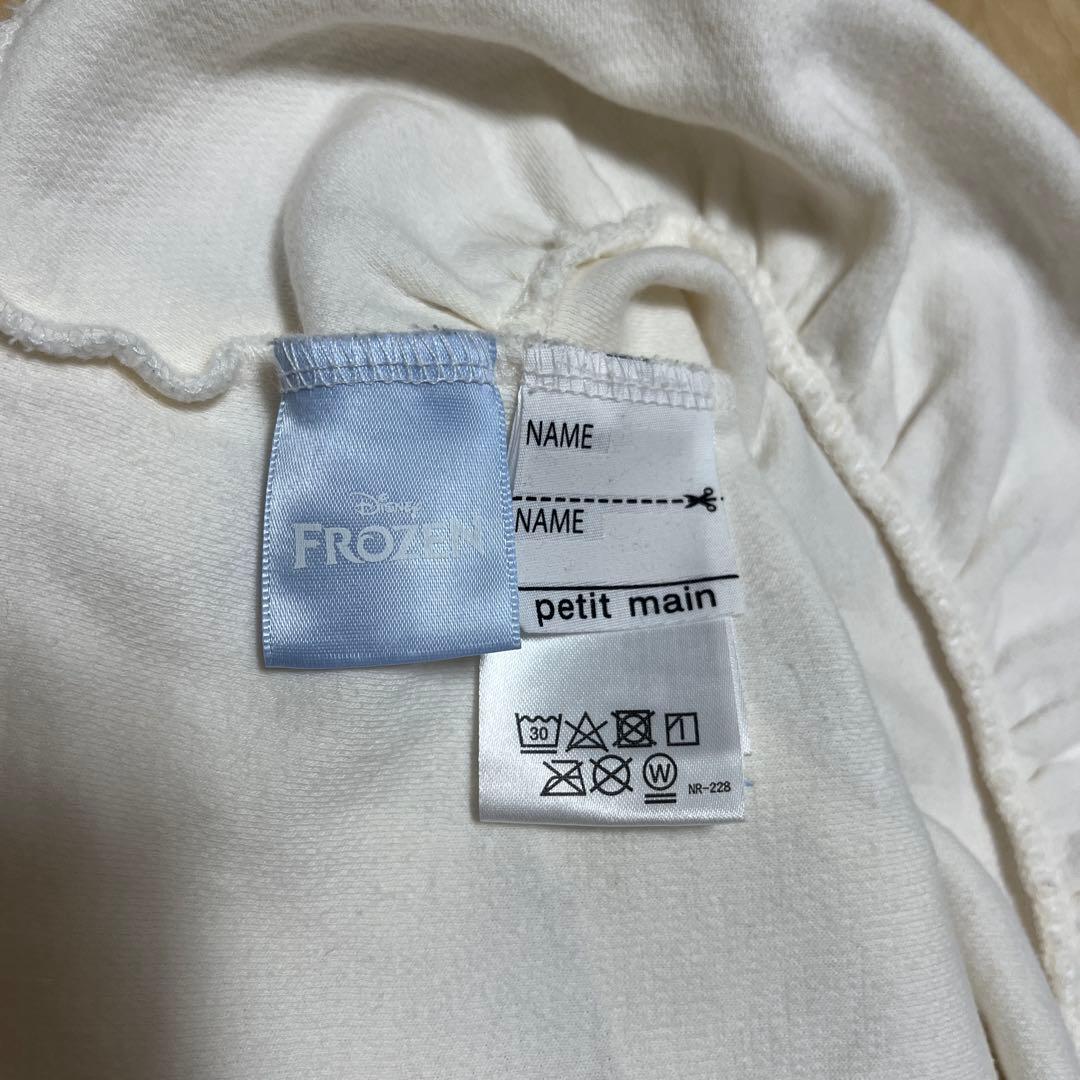 Disney
FROZEN
NAME
NAME
petit main
30
W
NR-228